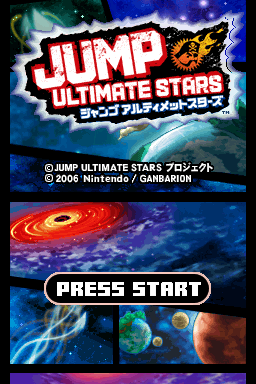 JUMP
ULTIMATE STARS
ジャンプ アルティメットスターズ
TM
©JUMP ULTIMATE STARS プロジェクト
© 2006 Nintendo / GANBARION
PRESS START